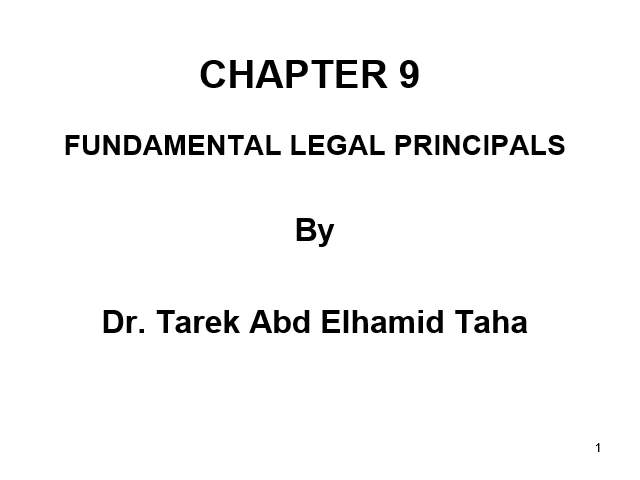 CHAPTER 9
FUNDAMENTAL LEGAL PRINCIPALS
By
Dr. Tarek Abd Elhamid Taha
1